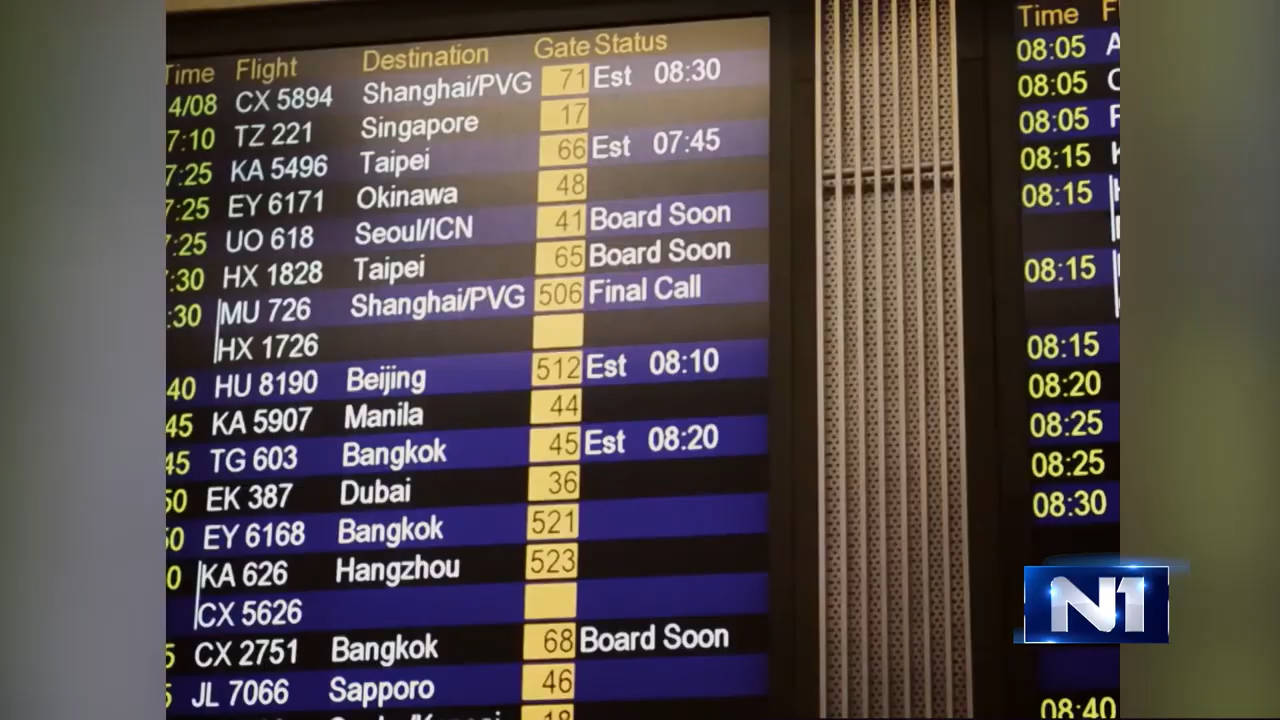 Time Flight Destination Gate Status
4/08 CX 5894 Shanghai/PVG 71 Est 08:30
7:10 TZ 221 Singapore 17
7:25 KA 5496 Taipei 66 Est 07:45
7:25 EY 6171 Okinawa 48
:25 UO 618 Seoul/ICN 41 Board Soon
:30 HX 1828 Taipei 65 Board Soon
:30 MU 726 Shanghai/PVG 506 Final Call
HX 1726
40 HU 8190 Beijing 512 Est 08:10
45 KA 5907 Manila 44
45 TG 603 Bangkok 45 Est 08:20
50 EK 387 Dubai 36
0 EY 6168 Bangkok 521
0 KA 626 Hangzhou 523
CX 5626
5 CX 2751 Bangkok 68 Board Soon
5 JL 7066 Sapporo 46
18
Time F
08:05 A
08:05 C
08:05 F
08:15 K
08:15
08:15
08:15
08:20
08:25
08:25
08:30
08:40
N1